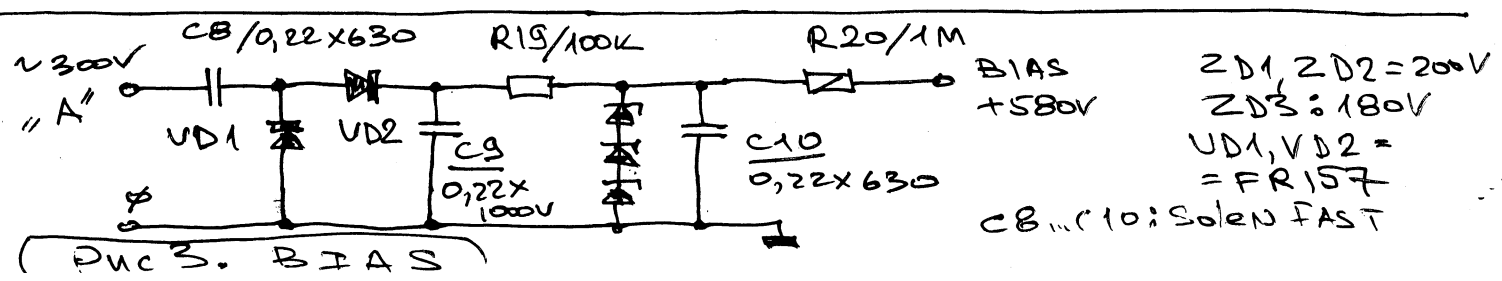 C8/0,22x630
R19/100K
R20/1M
~300V
"A"
VD1
VD2
C9
0,22x
1000V
C10
0,22x630
BIAS
+580V
ZD1, ZD2=200V
ZD3:180V
VD1, VD2=
=FR157
C8...C10: Solen FAST
Рис 3. BIAS